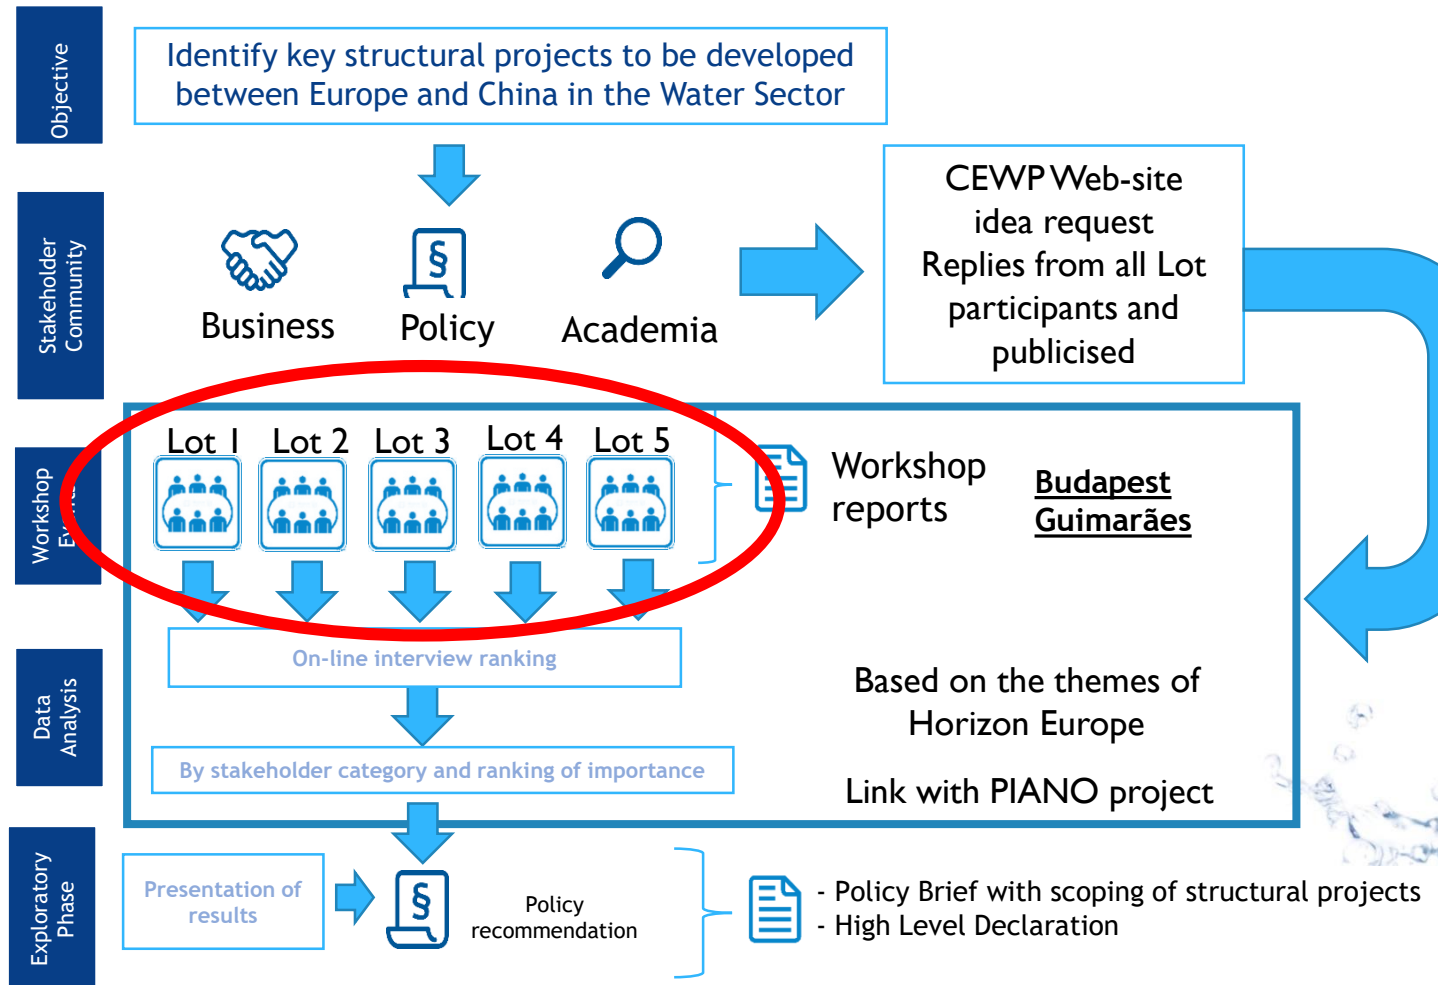 Objective
Identify key structural projects to be developed
between Europe and China in the Water Sector
Stakeholder
Community
§
Business
Policy
Academia
CEWP Web-site
idea request
Replies from all Lot
participants and
publicised
Workshop
Lot 1
Lot 2
Lot 3
Lot 4
Lot 5
Workshop
reports
Budapest
Guimarães
On-line interview ranking
Data
Analysis
By stakeholder category and ranking of importance
Based on the themes of
Horizon Europe
Link with PIANO project
Exploratory
Phase
Presentation of
results
§
Policy
recommendation
- Policy Brief with scoping of structural projects
- High Level Declaration